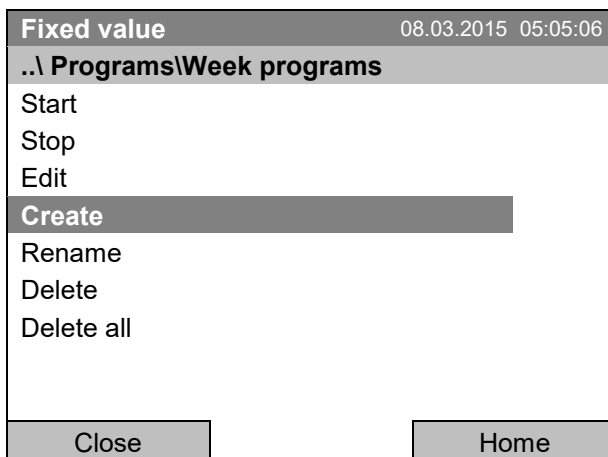 Fixed value 08.03.2015 05:05:06
..\ Programs\Week programs
Start
Stop
Edit
Create
Rename
Delete
Delete all
Close Home